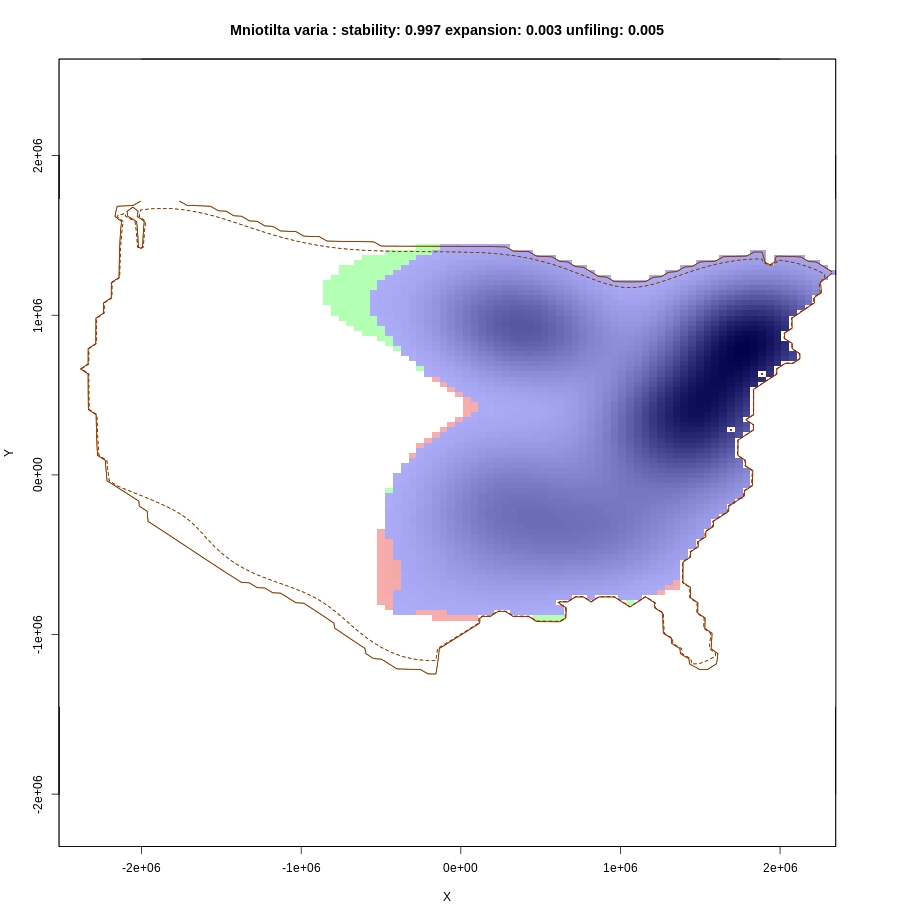 Mniotilta varia : stability: 0.997 expansion: 0.003 unfiling: 0.005
2e+06
1e+06
0e+00
-1e+06
-2e+06
Y
-2e+06 -1e+06 0e+00 1e+06 2e+06
X